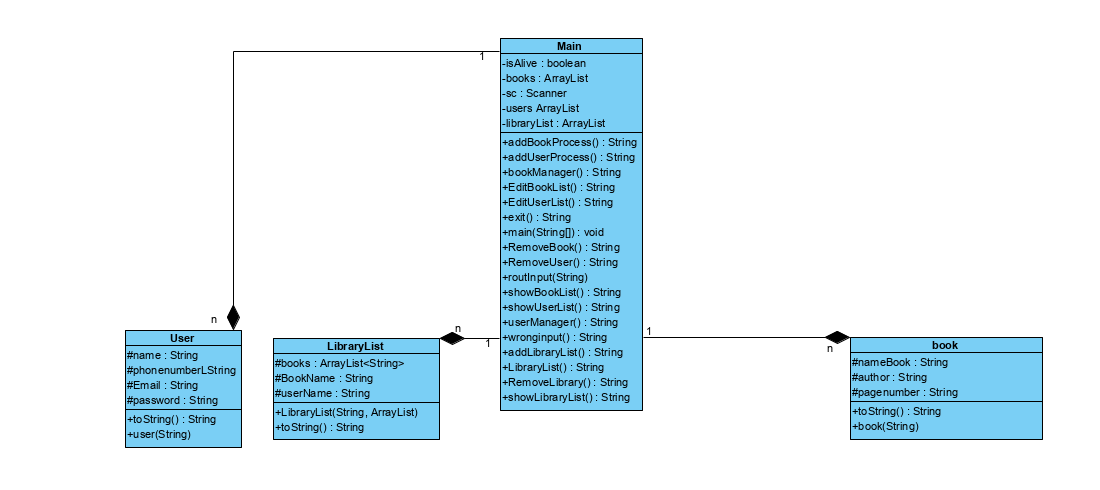 Main
-isAlive : boolean
-books : ArrayList
-sc : Scanner
-users ArrayList
-libraryList : ArrayList
+addBookProcess() : String
+addUserProcess() : String
+bookManager() : String
+EditBookList() : String
+EditUserList() : String
+exit() : String
+main(String[]) : void
+RemoveBook() : String
+RemoveUser() : String
+routInput(String)
+showBookList() : String
+showUserList() : String
+userManager() : String
+wronginput() : String
+addLibraryList() : String
+LibraryList() : String
+RemoveLibrary() : String
+showLibraryList() : String
1
n
User
#name : String
#phonenumberLString
#Email : String
#password : String
+toString() : String
+user(String)
n
1
LibraryList
#books : ArrayList<String>
#BookName : String
#userName : String
+LibraryList(String, ArrayList)
+toString() : String
1
n
book
#nameBook : String
#author : String
#pagenumber : String
+toString() : String
+book(String)